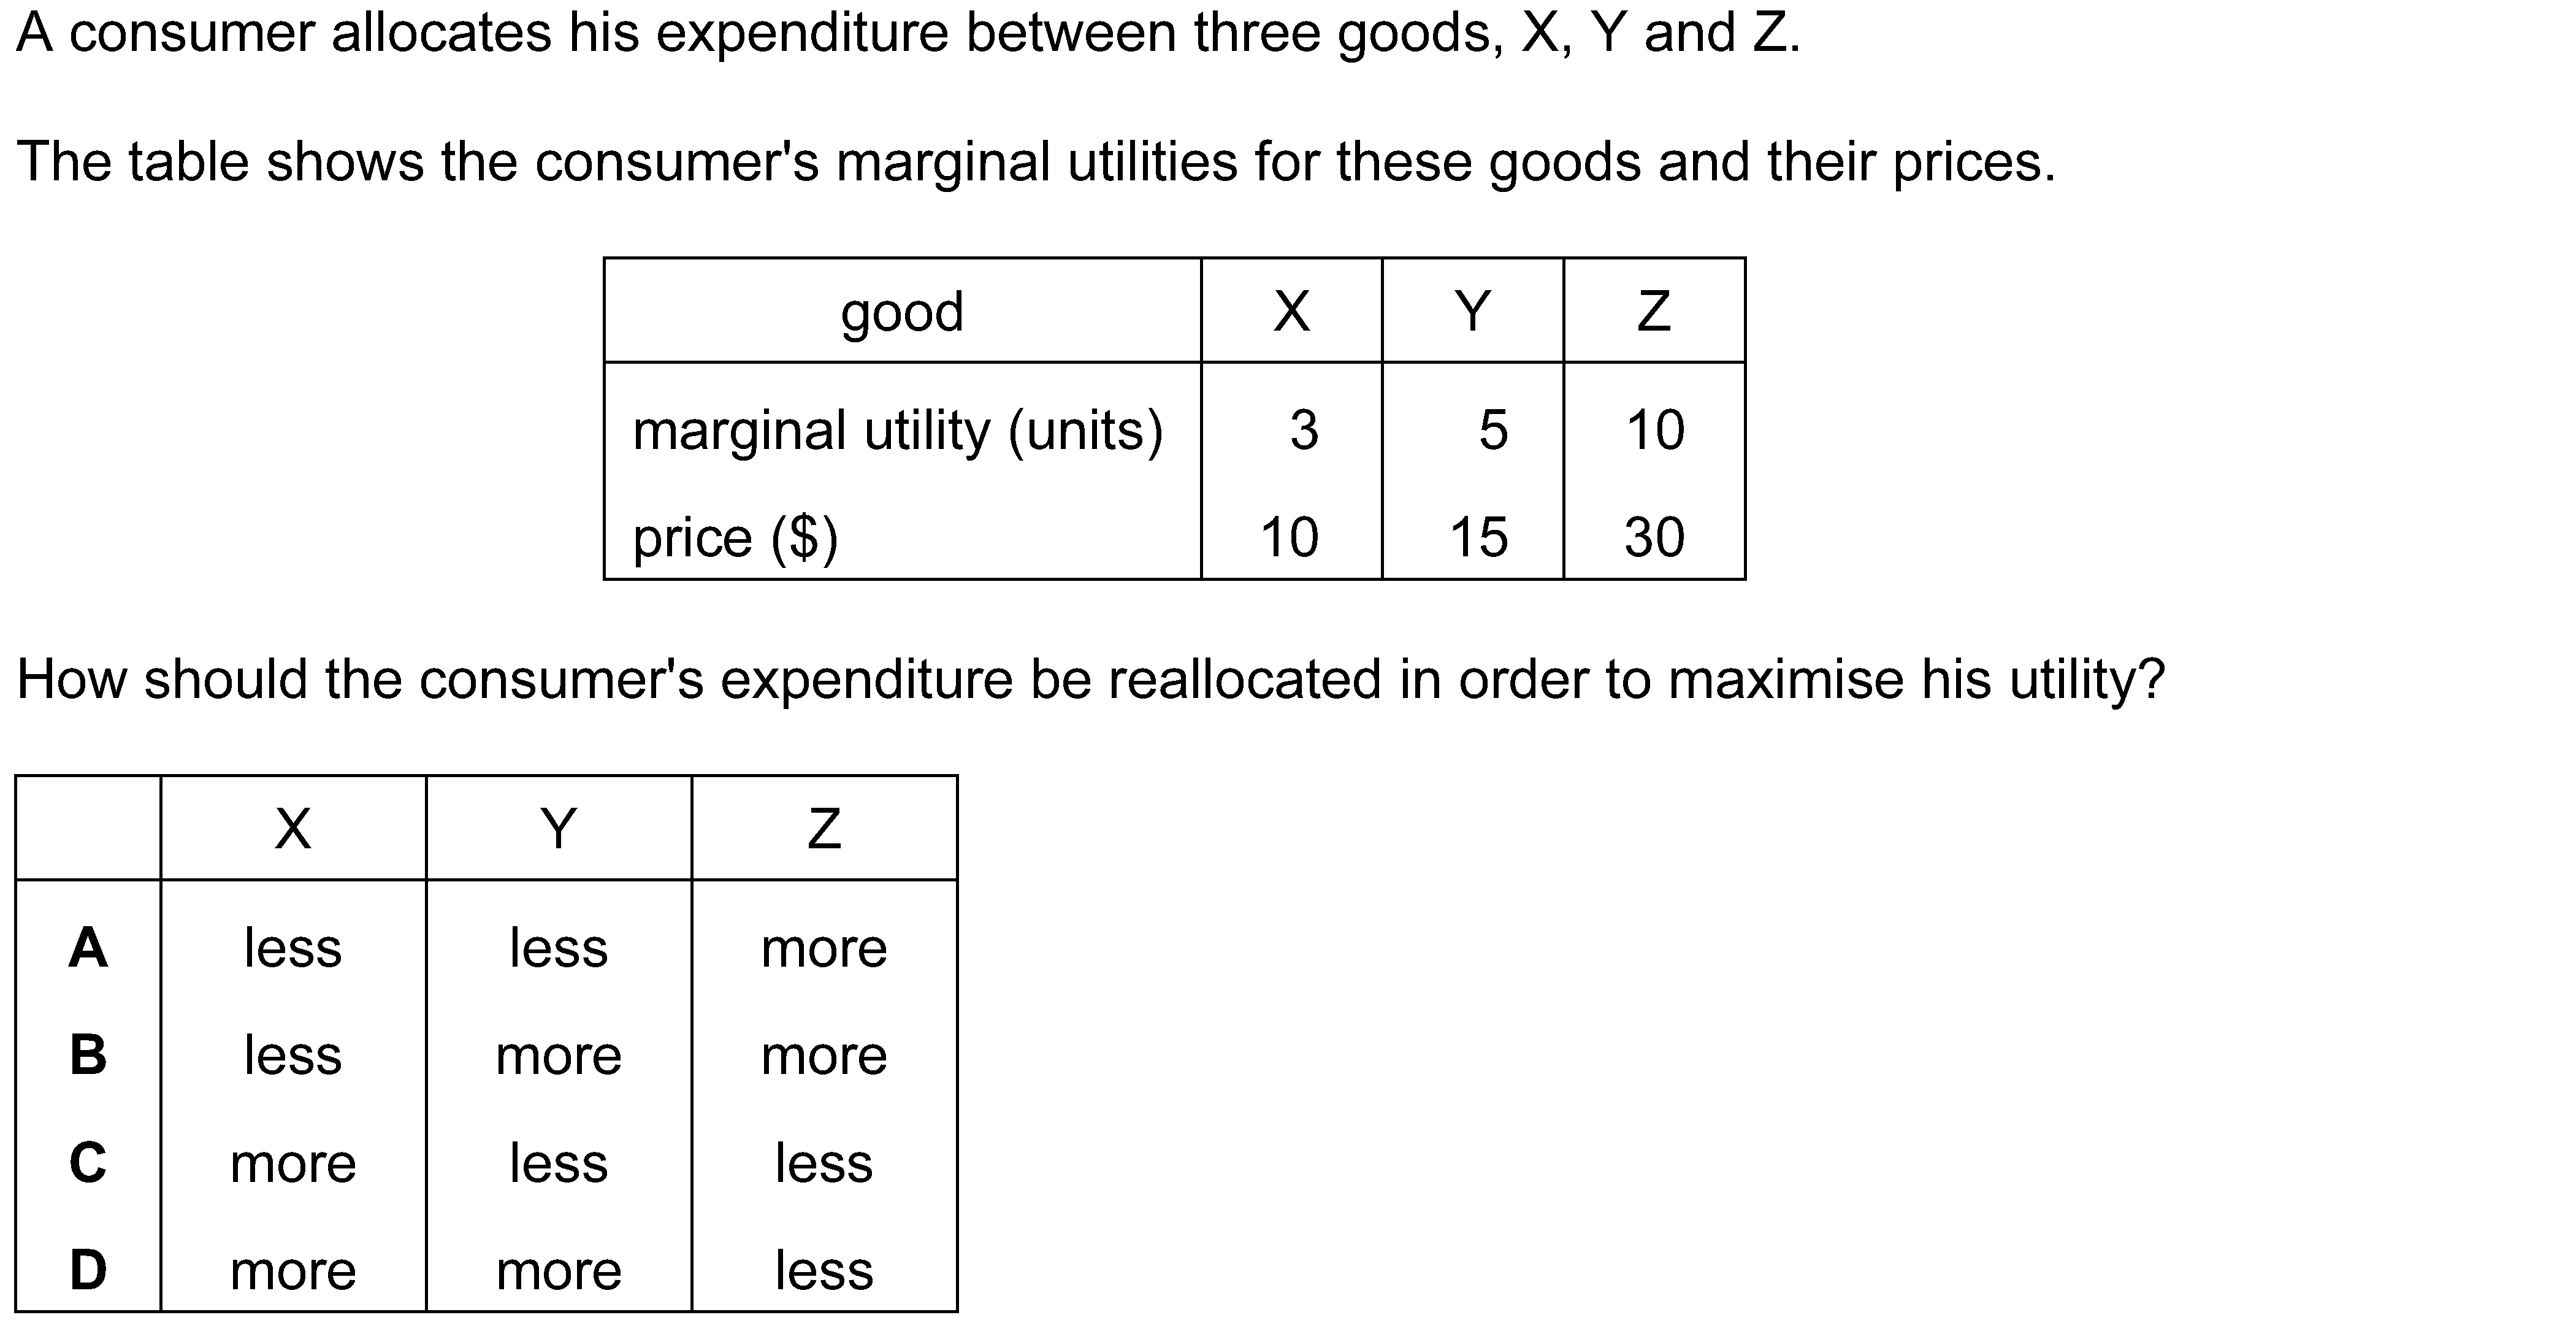 A consumer allocates his expenditure between three goods, X, Y and Z.
The table shows the consumer's marginal utilities for these goods and their prices.
good X Y Z
marginal utility (units) 3 5 10
price ($) 10 15 30
How should the consumer's expenditure be reallocated in order to maximise his utility?
X Y Z
A less less more
B less more more
C more less less
D more more less